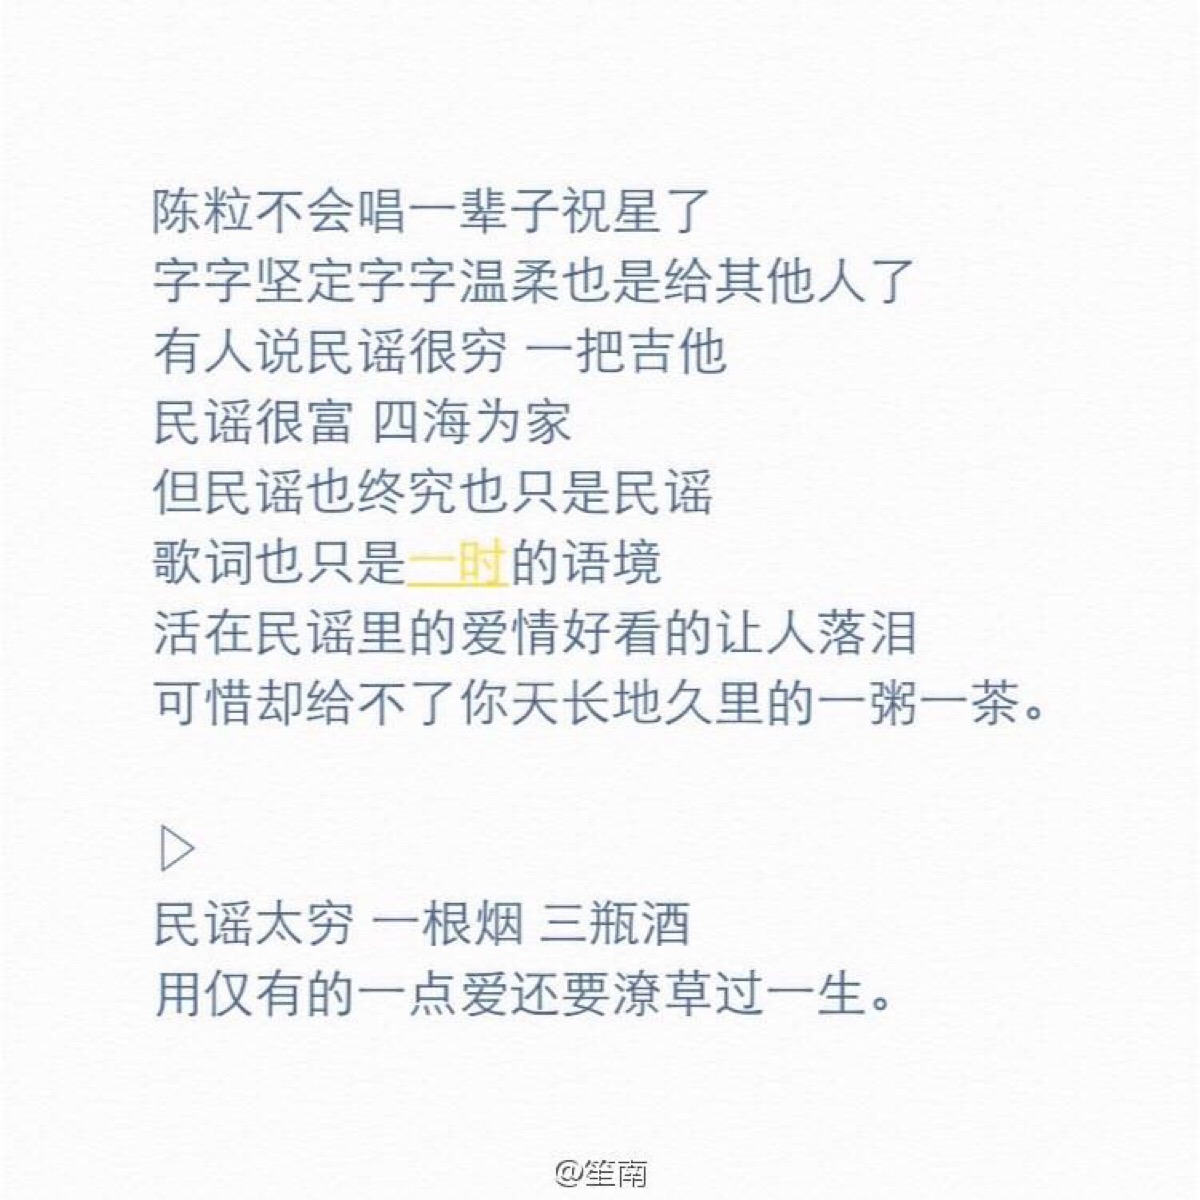 陈粒不会唱一辈子祝星了
字字坚定字字温柔也是给其他人了
有人说民谣很穷 一把吉他
民谣很富 四海为家
但民谣也终究也只是民谣
歌词也只是一时的语境
活在民谣里的爱情好看的让人落泪
可惜却给不了你天长地久里的一粥一茶。
▷
民谣太穷 一根烟 三瓶酒
用仅有的一点爱还要潦草过一生。
@笙南